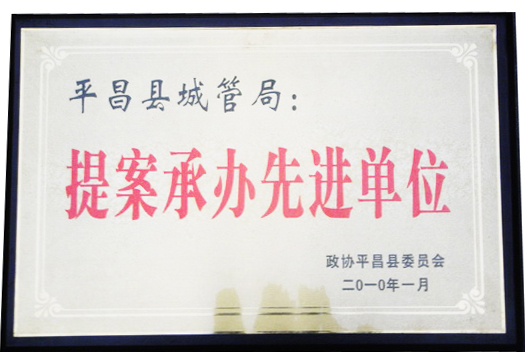 平昌县城管局：
提案承办先进单位
政协平昌县委员会
二〇一〇年一月